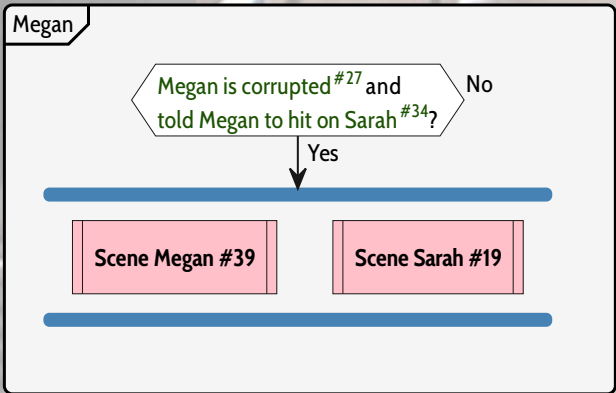 Megan
Megan is corrupted #27 and
No
told Megan to hit on Sarah #34?
Yes
Scene Megan #39
Scene Sarah #19